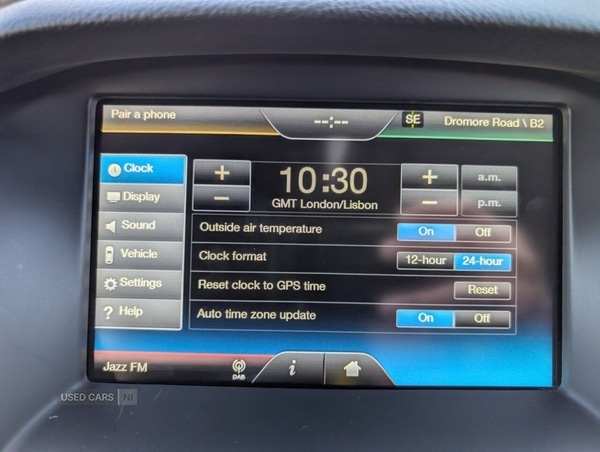 Pair a phone
--:--
SE
Dromore Road \ B2
Clock
Display
Sound
Vehicle
Settings
? Help
+
–
10:30
GMT London/Lisbon
+
–
a.m.
p.m.
Outside air temperature On Off
Clock format 12-hour 24-hour
Reset clock to GPS time Reset
Auto time zone update On Off
Jazz FM
DAB
i
USED CARS NI